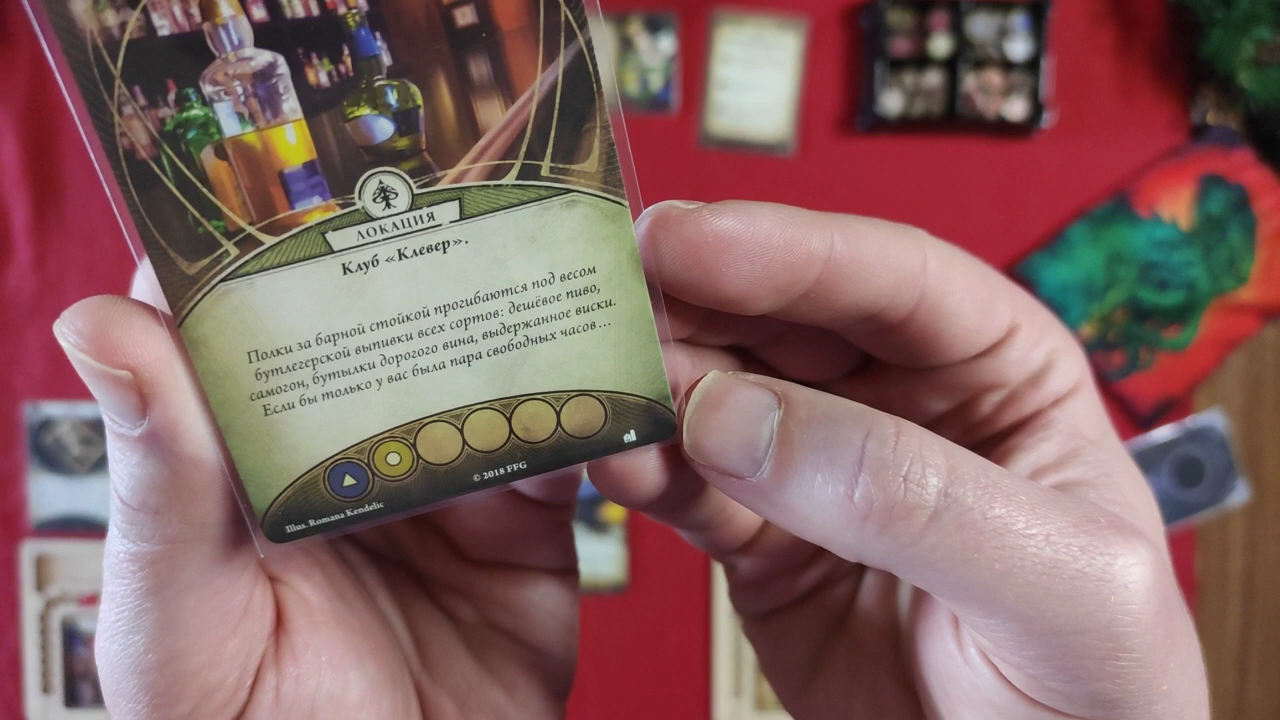 ЛОКАЦИЯ
Клуб «Клевер».
Полки за барной стойкой прогибаются под весом
бутлегерской выпивки всех сортов: дешёвое пиво,
самогон, бутылки дорогого вина, выдержанное виски.
Если бы только у вас была пара свободных часов…
Illus. Romana Kendelic
© 2018 FFG